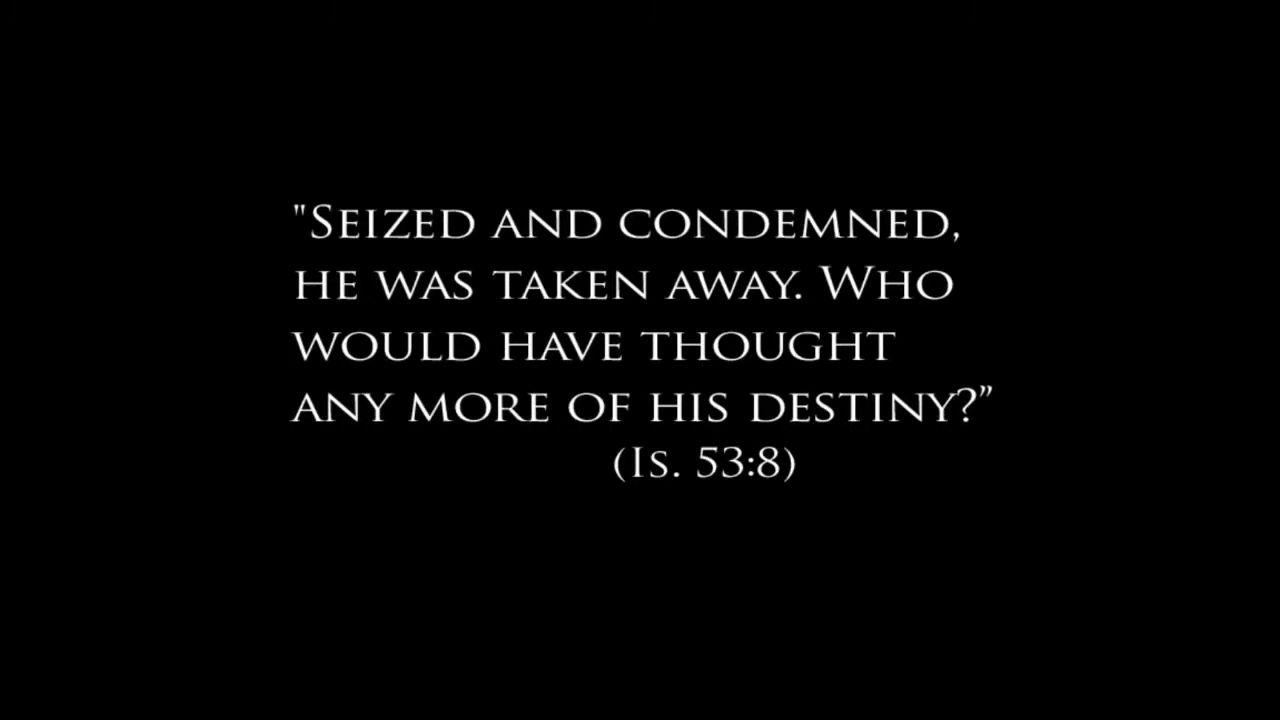 "Seized and condemned,
he was taken away. Who
would have thought
any more of his destiny?”
(Is. 53:8)